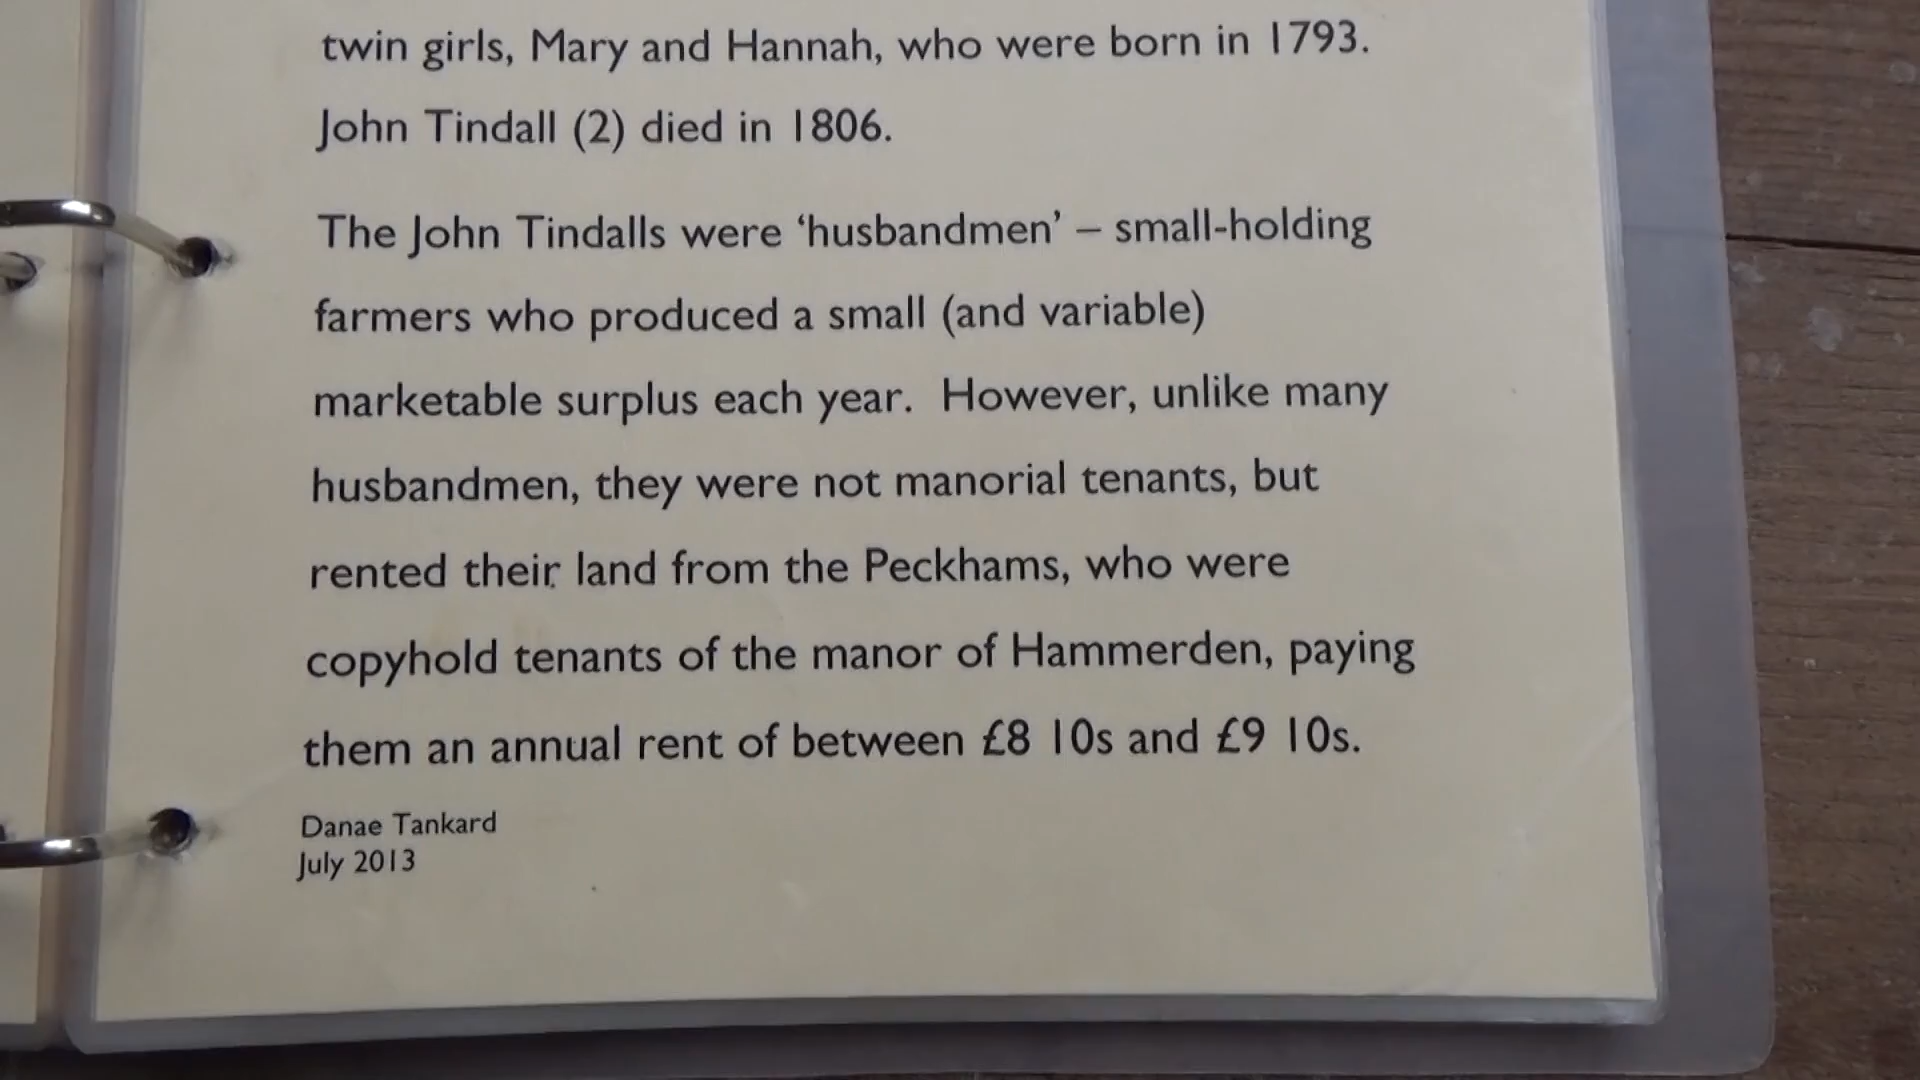 twin girls, Mary and Hannah, who were born in 1793.
John Tindall (2) died in 1806.
The John Tindalls were ‘husbandmen’ – small-holding
farmers who produced a small (and variable)
marketable surplus each year.  However, unlike many
husbandmen, they were not manorial tenants, but
rented their land from the Peckhams, who were
copyhold tenants of the manor of Hammerden, paying
them an annual rent of between £8 10s and £9 10s.
Danae Tankard
July 2013